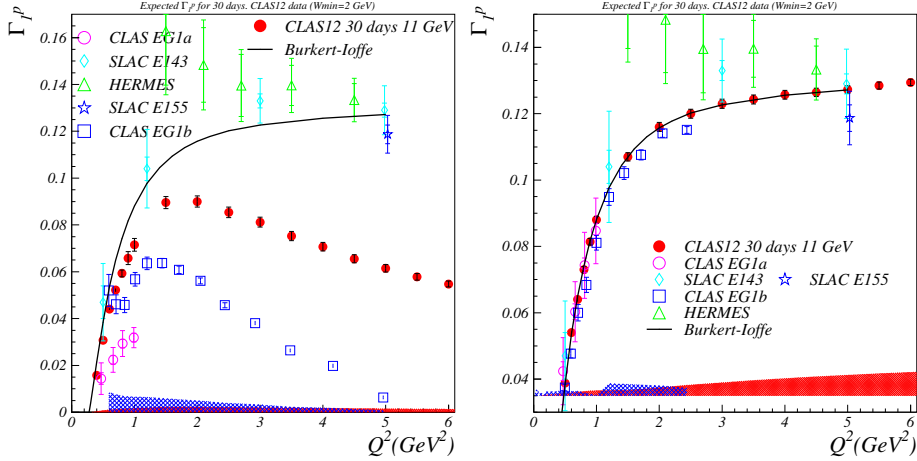 Expected Γ₁ᵖ for 30 days. CLAS12 data (Wmin=2 GeV)
Γ₁ᵖ
0.16
0.14
0.12
0.1
0.08
0.06
0.04
0.02
0
CLAS EG1a
SLAC E143
HERMES
SLAC E155
CLAS EG1b
CLAS12 30 days 11 GeV
Burkert-Ioffe
0 1 2 3 4 5 6
Q²(GeV²)
Expected Γ₁ᵖ for 30 days. CLAS12 data (Wmin=2 GeV)
Γ₁ᵖ
0.14
0.12
0.1
0.08
0.06
0.04
CLAS12 30 days 11 GeV
CLAS EG1a
SLAC E143 SLAC E155
CLAS EG1b
HERMES
Burkert-Ioffe
0 1 2 3 4 5 6
Q²(GeV²)